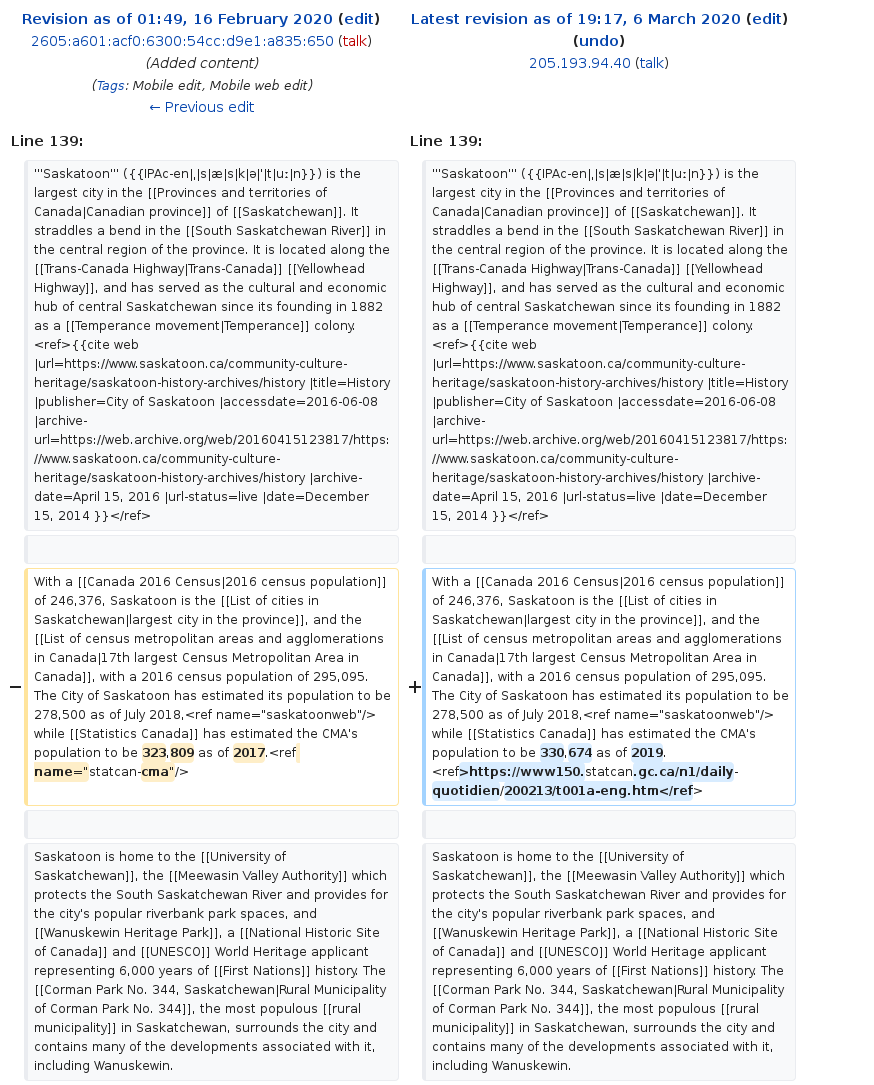 Revision as of 01:49, 16 February 2020 (edit)
2605:a601:acf0:6300:54cc:d9e1:a835:650 (talk)
(Added content)
(Tags: Mobile edit, Mobile web edit)
← Previous edit
Latest revision as of 19:17, 6 March 2020 (edit)
(undo)
205.193.94.40 (talk)
Line 139:
'''Saskatoon''' ({{IPAc-en|ˌ|s|æ|s|k|ə|ˈ|t|uː|n}}) is the
largest city in the [[Provinces and territories of
Canada|Canadian province]] of [[Saskatchewan]]. It
straddles a bend in the [[South Saskatchewan River]] in
the central region of the province. It is located along the
[[Trans-Canada Highway|Trans-Canada]] [[Yellowhead
Highway]], and has served as the cultural and economic
hub of central Saskatchewan since its founding in 1882
as a [[Temperance movement|Temperance]] colony.
<ref>{{cite web
|url=https://www.saskatoon.ca/community-culture-
heritage/saskatoon-history-archives/history |title=History
|publisher=City of Saskatoon |accessdate=2016-06-08
|archive-
url=https://web.archive.org/web/20160415123817/https:
//www.saskatoon.ca/community-culture-
heritage/saskatoon-history-archives/history |archive-
date=April 15, 2016 |url-status=live |date=December
15, 2014 }}</ref>
− With a [[Canada 2016 Census|2016 census population]]
of 246,376, Saskatoon is the [[List of cities in
Saskatchewan|largest city in the province]], and the
[[List of census metropolitan areas and agglomerations
in Canada|17th largest Census Metropolitan Area in
Canada]], with a 2016 census population of 295,095.
The City of Saskatoon has estimated its population to be
278,500 as of July 2018,<ref name="saskatoonweb"/>
while [[Statistics Canada]] has estimated the CMA's
population to be 323,809 as of 2017.<ref
name="statcan-cma"/>
Saskatoon is home to the [[University of
Saskatchewan]], the [[Meewasin Valley Authority]] which
protects the South Saskatchewan River and provides for
the city's popular riverbank park spaces, and
[[Wanuskewin Heritage Park]], a [[National Historic Site
of Canada]] and [[UNESCO]] World Heritage applicant
representing 6,000 years of [[First Nations]] history. The
[[Corman Park No. 344, Saskatchewan|Rural Municipality
of Corman Park No. 344]], the most populous [[rural
municipality]] in Saskatchewan, surrounds the city and
contains many of the developments associated with it,
including Wanuskewin.
Line 139:
'''Saskatoon''' ({{IPAc-en|ˌ|s|æ|s|k|ə|ˈ|t|uː|n}}) is the
largest city in the [[Provinces and territories of
Canada|Canadian province]] of [[Saskatchewan]]. It
straddles a bend in the [[South Saskatchewan River]] in
the central region of the province. It is located along the
[[Trans-Canada Highway|Trans-Canada]] [[Yellowhead
Highway]], and has served as the cultural and economic
hub of central Saskatchewan since its founding in 1882
as a [[Temperance movement|Temperance]] colony.
<ref>{{cite web
|url=https://www.saskatoon.ca/community-culture-
heritage/saskatoon-history-archives/history |title=History
|publisher=City of Saskatoon |accessdate=2016-06-08
|archive-
url=https://web.archive.org/web/20160415123817/https:
//www.saskatoon.ca/community-culture-
heritage/saskatoon-history-archives/history |archive-
date=April 15, 2016 |url-status=live |date=December
15, 2014 }}</ref>
+ With a [[Canada 2016 Census|2016 census population]]
of 246,376, Saskatoon is the [[List of cities in
Saskatchewan|largest city in the province]], and the
[[List of census metropolitan areas and agglomerations
in Canada|17th largest Census Metropolitan Area in
Canada]], with a 2016 census population of 295,095.
The City of Saskatoon has estimated its population to be
278,500 as of July 2018,<ref name="saskatoonweb"/>
while [[Statistics Canada]] has estimated the CMA's
population to be 330,674 as of 2019.
<ref>https://www150.statcan.gc.ca/n1/daily-
quotidien/200213/t001a-eng.htm</ref>
Saskatoon is home to the [[University of
Saskatchewan]], the [[Meewasin Valley Authority]] which
protects the South Saskatchewan River and provides for
the city's popular riverbank park spaces, and
[[Wanuskewin Heritage Park]], a [[National Historic Site
of Canada]] and [[UNESCO]] World Heritage applicant
representing 6,000 years of [[First Nations]] history. The
[[Corman Park No. 344, Saskatchewan|Rural Municipality
of Corman Park No. 344]], the most populous [[rural
municipality]] in Saskatchewan, surrounds the city and
contains many of the developments associated with it,
including Wanuskewin.